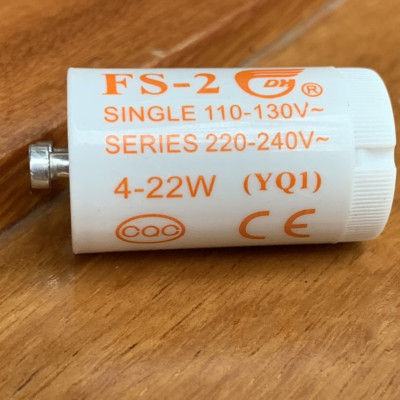 FS-2 DH ®
SINGLE 110-130V~
SERIES 220-240V~
4-22W (YQ1)
CQC CE